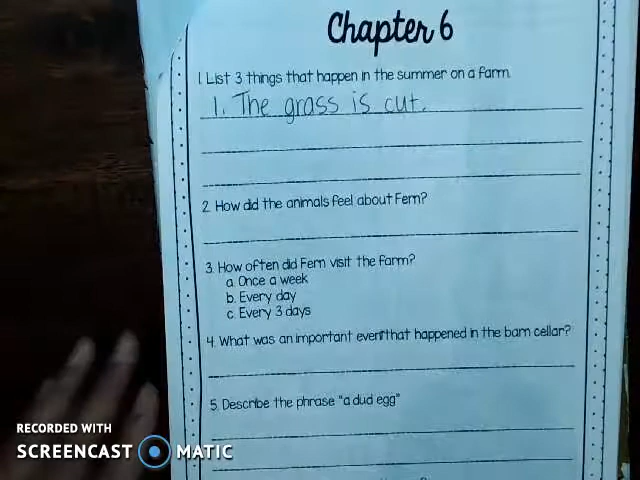 Chapter 6
1. List 3 things that happen in the summer on a farm.
1. The grass is cut.
2. How did the animals feel about Fern?
3. How often did Fern visit the farm?
a. Once a week
b. Every day
c. Every 3 days
4. What was an important event that happened in the barn cellar?
5. Describe the phrase "a dud egg"
RECORDED WITH
SCREENCAST MATIC